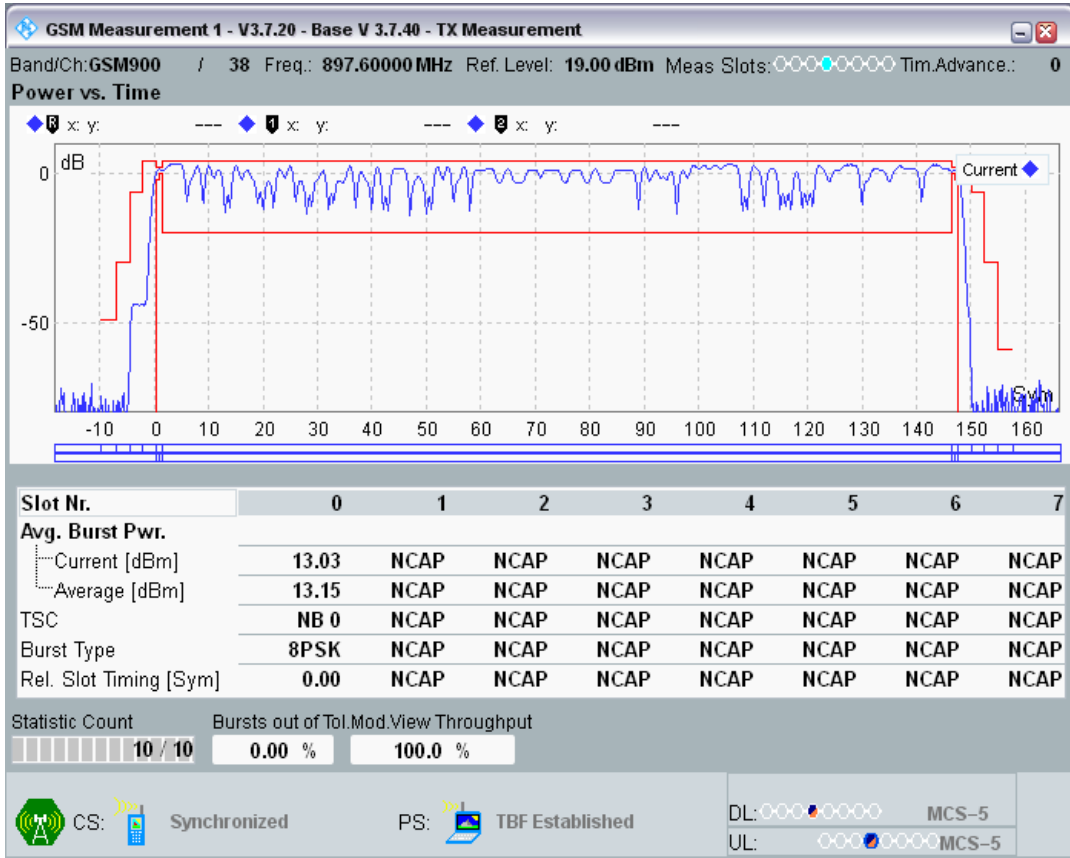 GSM Measurement 1 - V3.7.20 - Base V 3.7.40 - TX Measurement
Band/Ch:GSM900 / 38 Freq.: 897.60000 MHz Ref. Level: 19.00 dBm Meas Slots: Tim.Advance.: 0
Power vs. Time
R x: y: --- 1 x: y: --- 2 x: y: ---
dB
0
Current
-50
Sym
-10 0 10 20 30 40 50 60 70 80 90 100 110 120 130 140 150 160
Slot Nr. 0 1 2 3 4 5 6 7
Avg. Burst Pwr.
Current [dBm] 13.03 NCAP NCAP NCAP NCAP NCAP NCAP NCAP
Average [dBm] 13.15 NCAP NCAP NCAP NCAP NCAP NCAP NCAP
TSC NB 0 NCAP NCAP NCAP NCAP NCAP NCAP NCAP
Burst Type 8PSK NCAP NCAP NCAP NCAP NCAP NCAP NCAP
Rel. Slot Timing [Sym] 0.00 NCAP NCAP NCAP NCAP NCAP NCAP NCAP
Statistic Count Bursts out of Tol. Mod.View Throughput
10 / 10 0.00 % 100.0 %
CS: Synchronized PS: TBF Established DL: MCS-5
UL: MCS-5